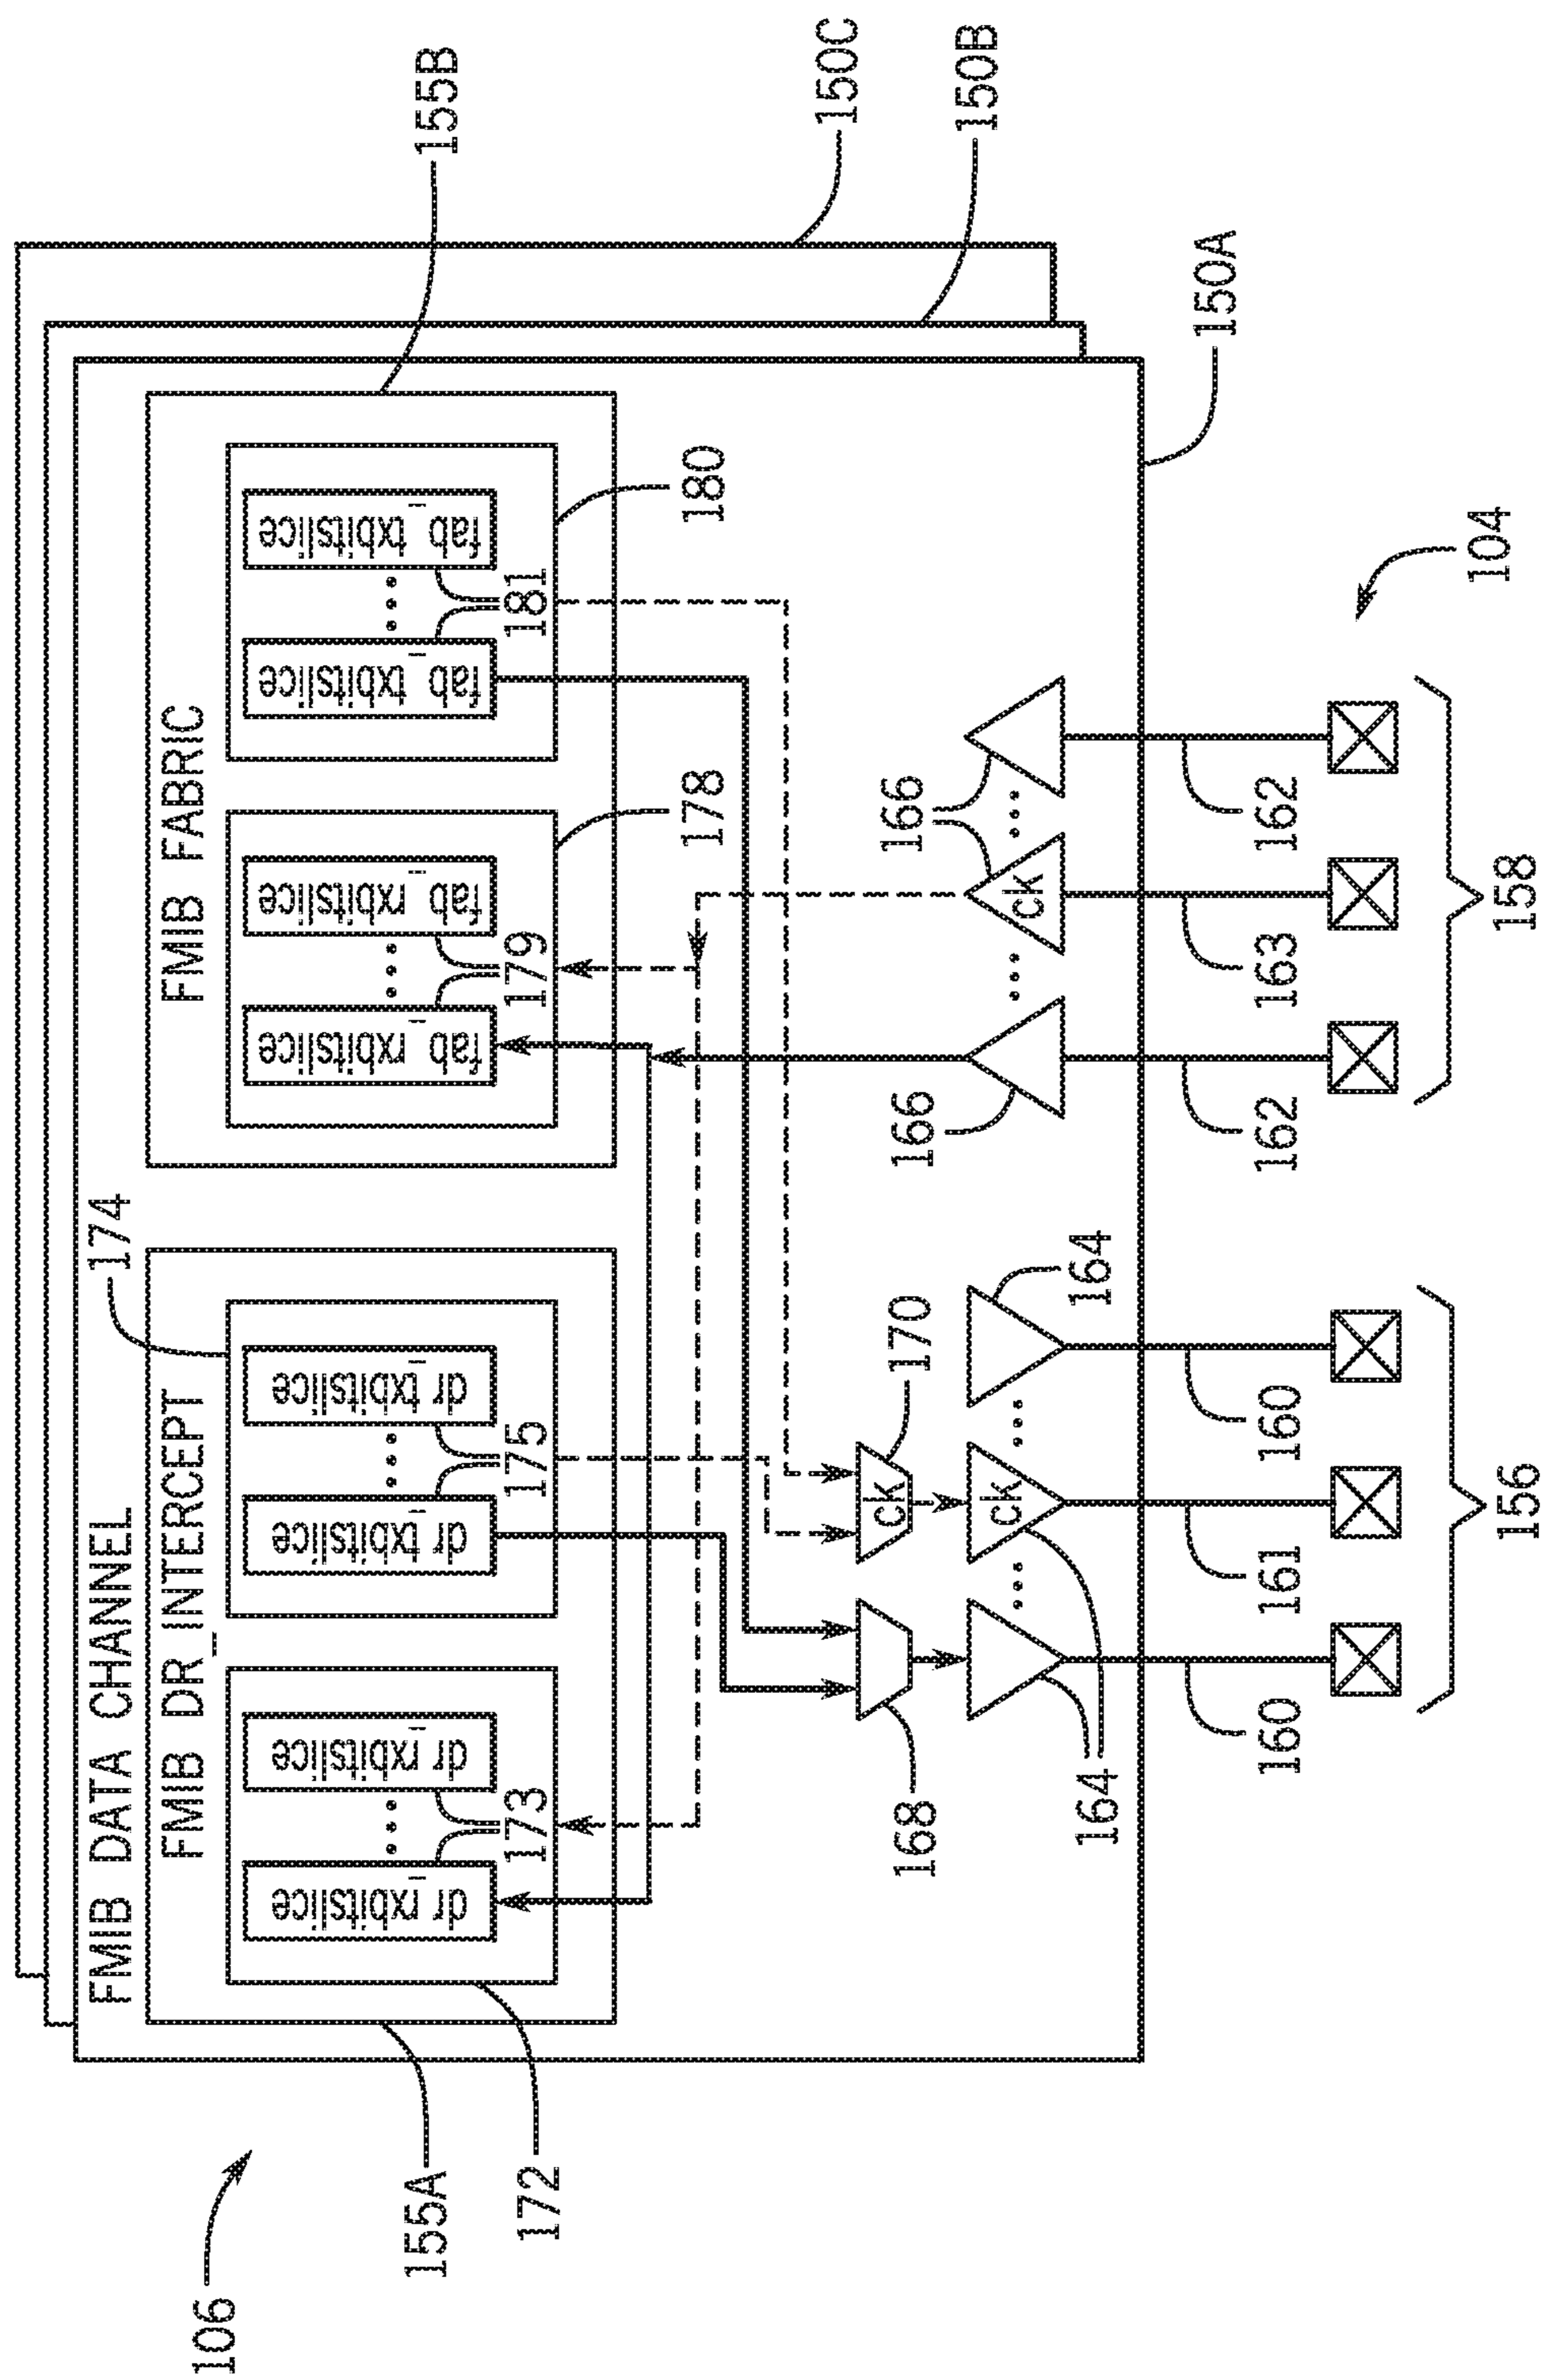 106
FMIB DATA CHANNEL
174
155B
150C
150B
150A
FMIB DR_INTERCEPT
FMIB FABRIC
dr_rxbitslice
dr_rxbitslice
dr_txbitslice
dr_txbitslice
fab_rxbitslice
fab_rxbitslice
fab_txbitslice
fab_txbitslice
173
175
179
181
155A
172
178
180
168
ck
170
164
ck
164
166
ck
166
160
161
160
162
163
162
156
158
104